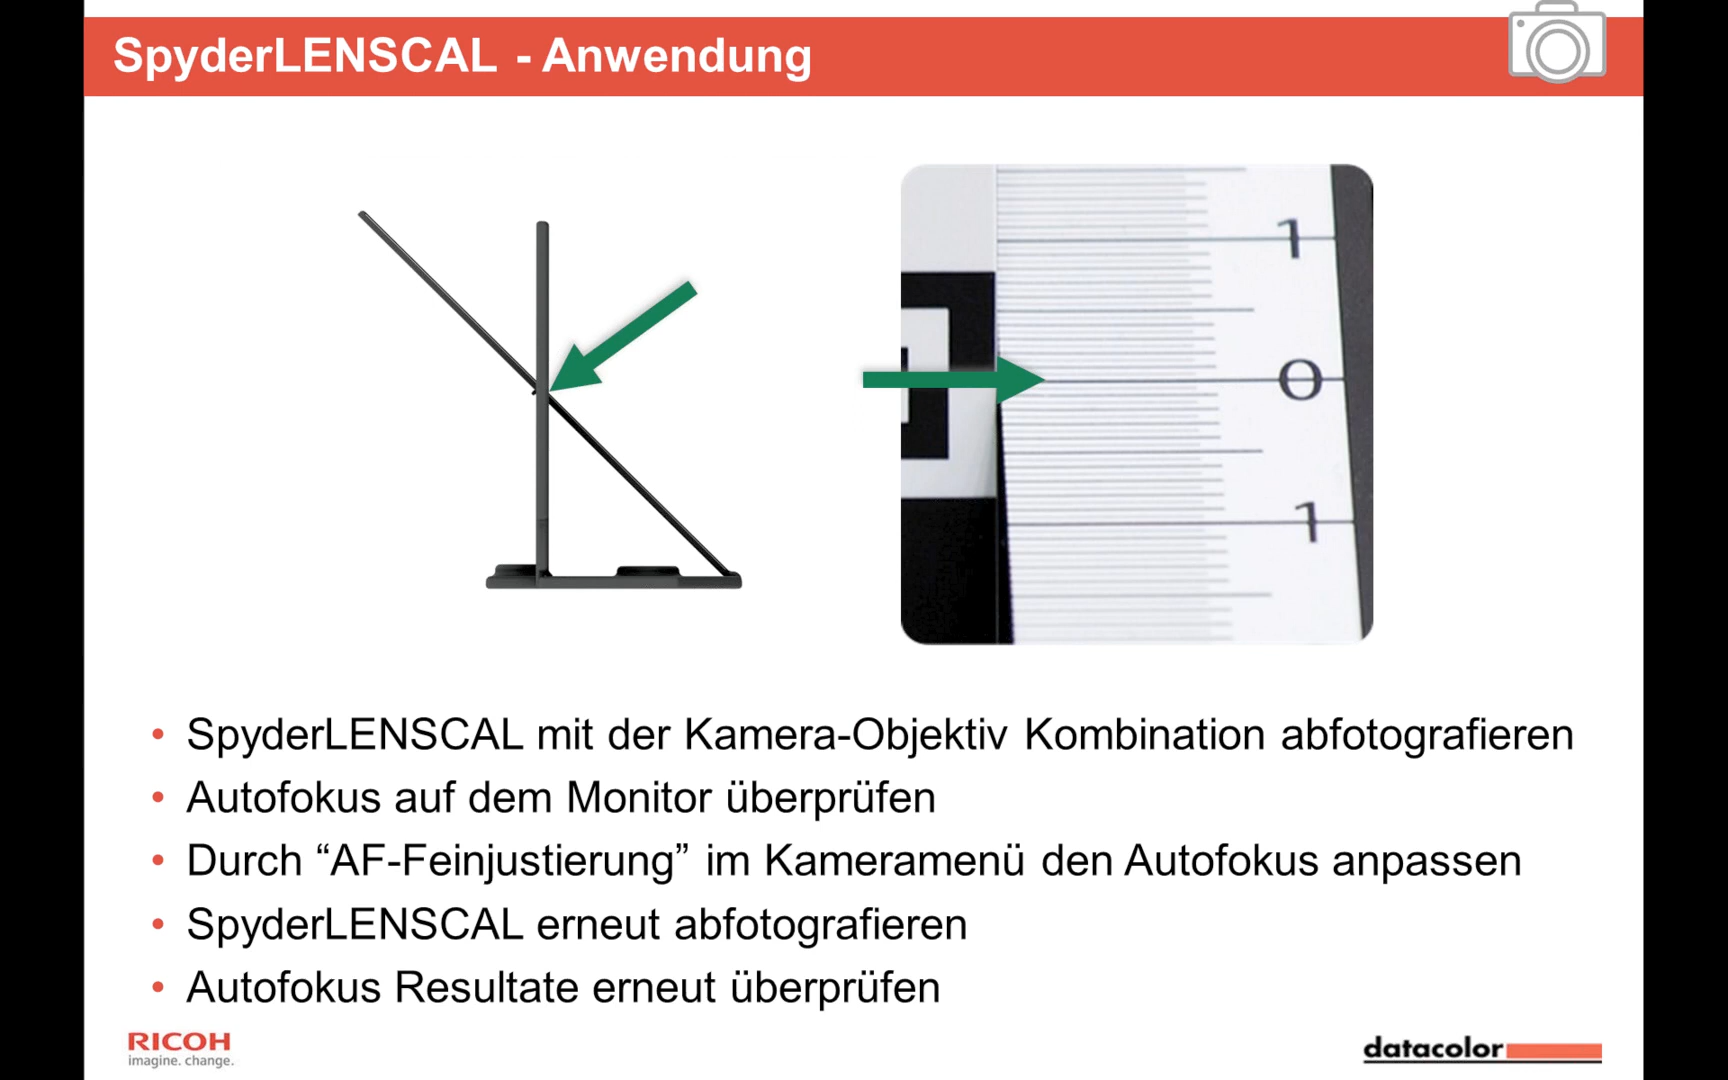 SpyderLENSCAL - Anwendung
1
0
1
• SpyderLENSCAL mit der Kamera-Objektiv Kombination abfotografieren
• Autofokus auf dem Monitor überprüfen
• Durch “AF-Feinjustierung” im Kameramenü den Autofokus anpassen
• SpyderLENSCAL erneut abfotografieren
• Autofokus Resultate erneut überprüfen
RICOH
imagine. change.
datacolor